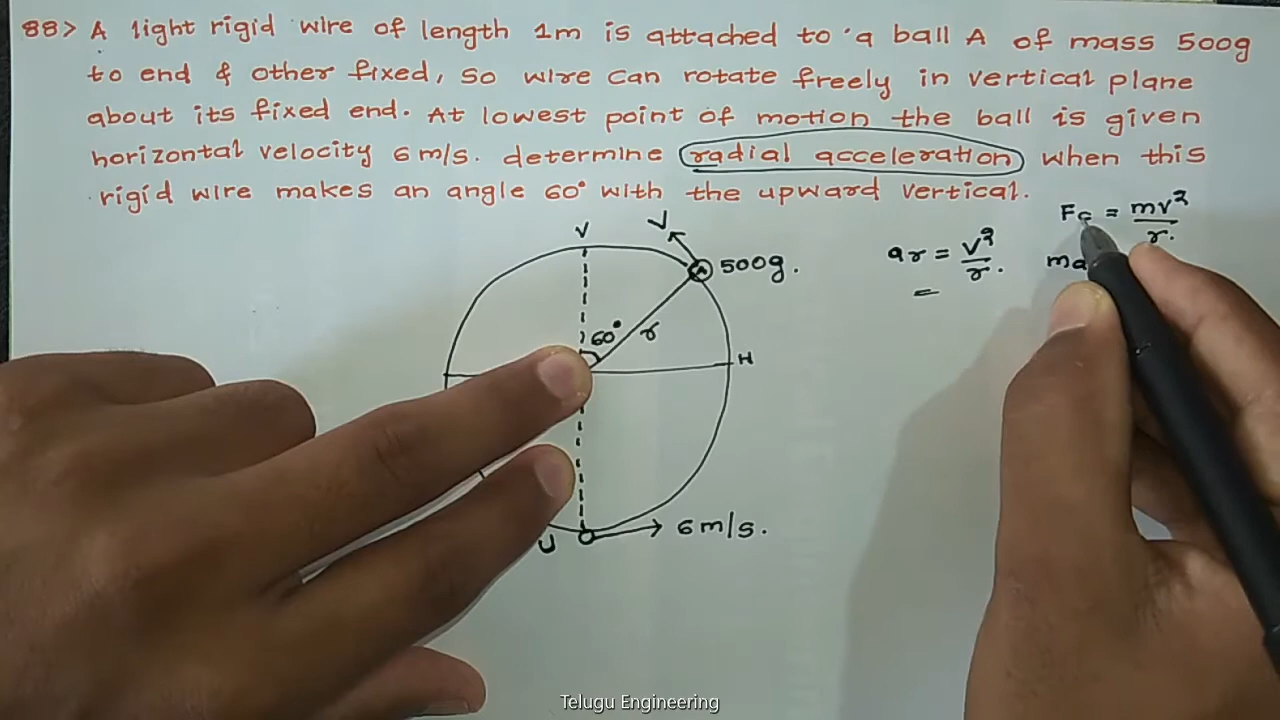 88> A light rigid wire of length 1m is attached to a ball A of mass 500g
to end & other fixed, so wire can rotate freely in vertical plane
about its fixed end. At lowest point of motion the ball is given
horizontal velocity 6 m/s. determine radial acceleration when this
rigid wire makes an angle 60° with the upward vertical.
Fc = mv²/r.
ar = v²/r.
ma
V
V
A 500g.
60°
r
H
U
6m/s.
Telugu Engineering